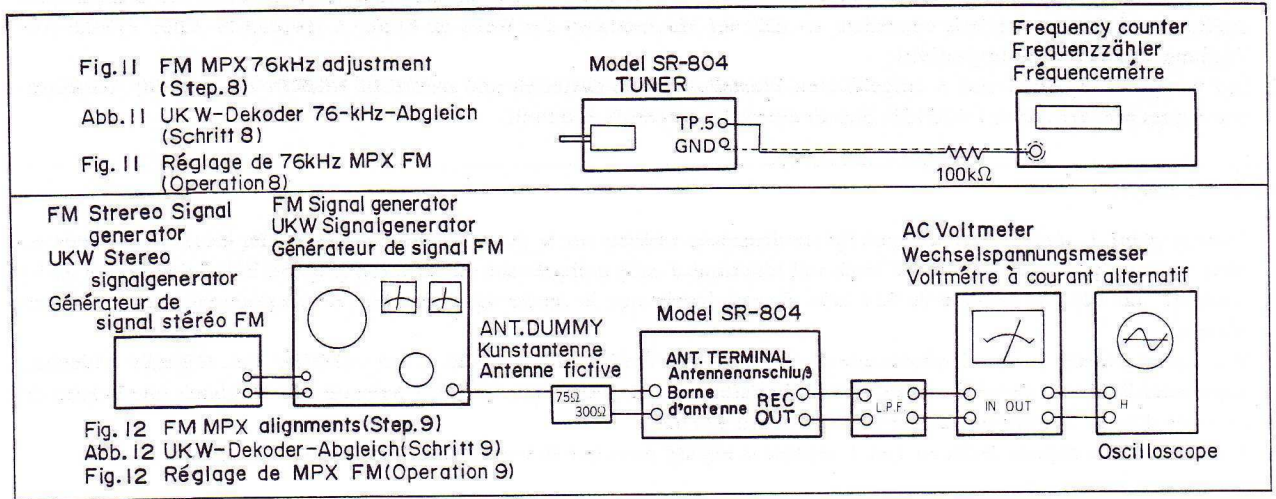 Fig. 11 FM MPX 76kHz adjustment
(Step. 8)
Abb. 11 UKW-Dekoder 76-kHz-Abgleich
(Schritt 8)
Fig. 11 Réglage de 76kHz MPX FM
(Operation 8)
Model SR-804
TUNER
TP.5
GND
100kΩ
Frequency counter
Frequenzzähler
Fréquencemétre
FM Strereo Signal
generator
UKW Stereo
signalgenerator
Générateur de
signal stéréo FM
FM Signal generator
UKW Signalgenerator
Générateur de signal FM
ANT. DUMMY
Kunstantenne
Antenne fictive
75Ω
300Ω
Model SR-804
ANT. TERMINAL
Antennenanschluß
Borne
d'antenne
REC
OUT
L.P.F
AC Voltmeter
Wechselspannungsmesser
Voltmétre à courant alternatif
IN OUT
H
Oscilloscope
Fig. 12 FM MPX alignments (Step. 9)
Abb. 12 UKW-Dekoder-Abgleich (Schritt 9)
Fig. 12 Réglage de MPX FM (Operation 9)